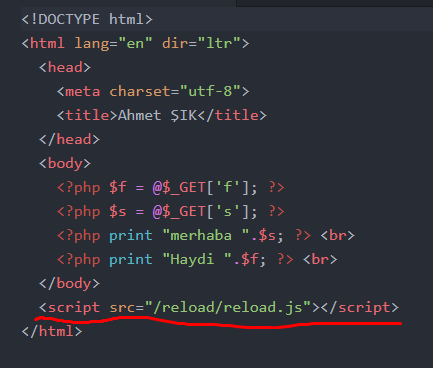 <!DOCTYPE html>
<html lang="en" dir="ltr">
<head>
<meta charset="utf-8">
<title>Ahmet ŞIK</title>
</head>
<body>
<?php $f = @$_GET['f']; ?>
<?php $s = @$_GET['s']; ?>
<?php print "merhaba ".$s; ?> <br>
<?php print "Haydi ".$f; ?> <br>
</body>
<script src="/reload/reload.js"></script>
</html>